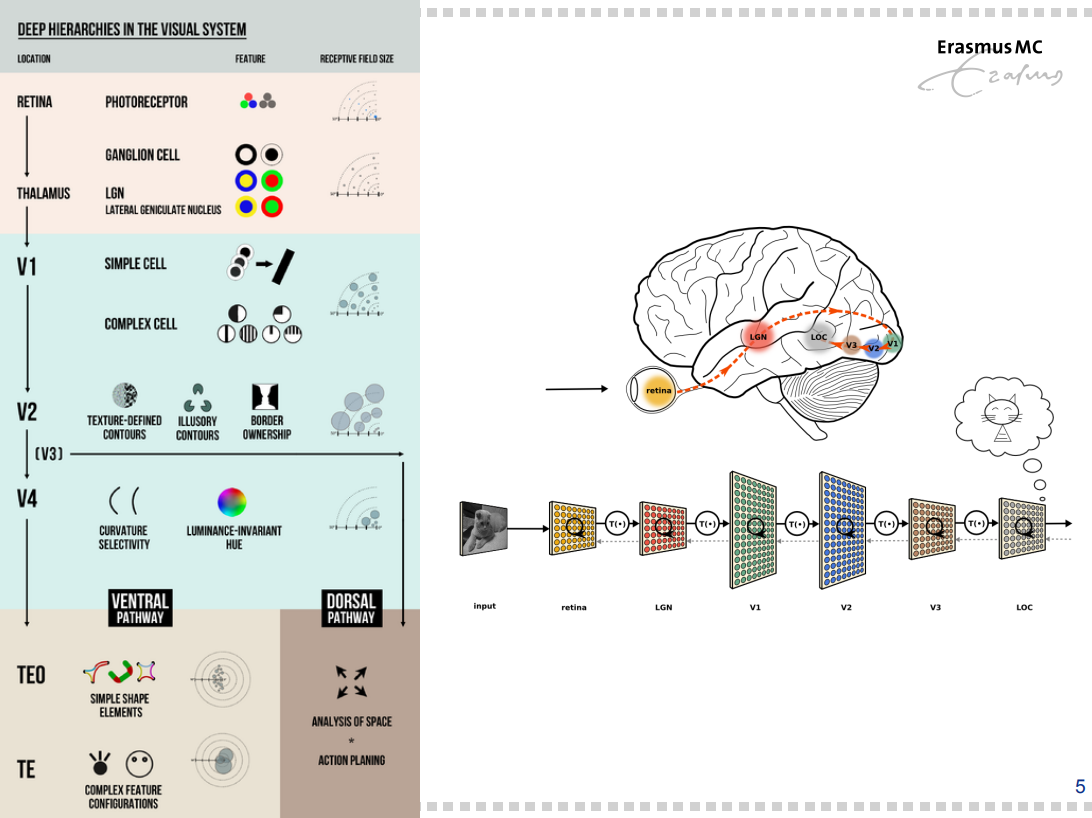 DEEP HIERARCHIES IN THE VISUAL SYSTEM
LOCATION FEATURE RECEPTIVE FIELD SIZE
RETINA PHOTORECEPTOR
GANGLION CELL
THALAMUS LGN
LATERAL GENICULATE NUCLEUS
V1 SIMPLE CELL
COMPLEX CELL
V2
TEXTURE-DEFINED CONTOURS
ILLUSORY CONTOURS
BORDER OWNERSHIP
(V3)
V4
CURVATURE SELECTIVITY
LUMINANCE-INVARIANT HUE
VENTRAL PATHWAY
DORSAL PATHWAY
TEO
SIMPLE SHAPE ELEMENTS
ANALYSIS OF SPACE
*
ACTION PLANING
TE
COMPLEX FEATURE CONFIGURATIONS
Erasmus MC
Erasmus
retina
LGN
LOC
V3
V2
V1
Q T(•) Q T(•) Q T(•) Q T(•) Q T(•) Q
input retina LGN V1 V2 V3 LOC
5